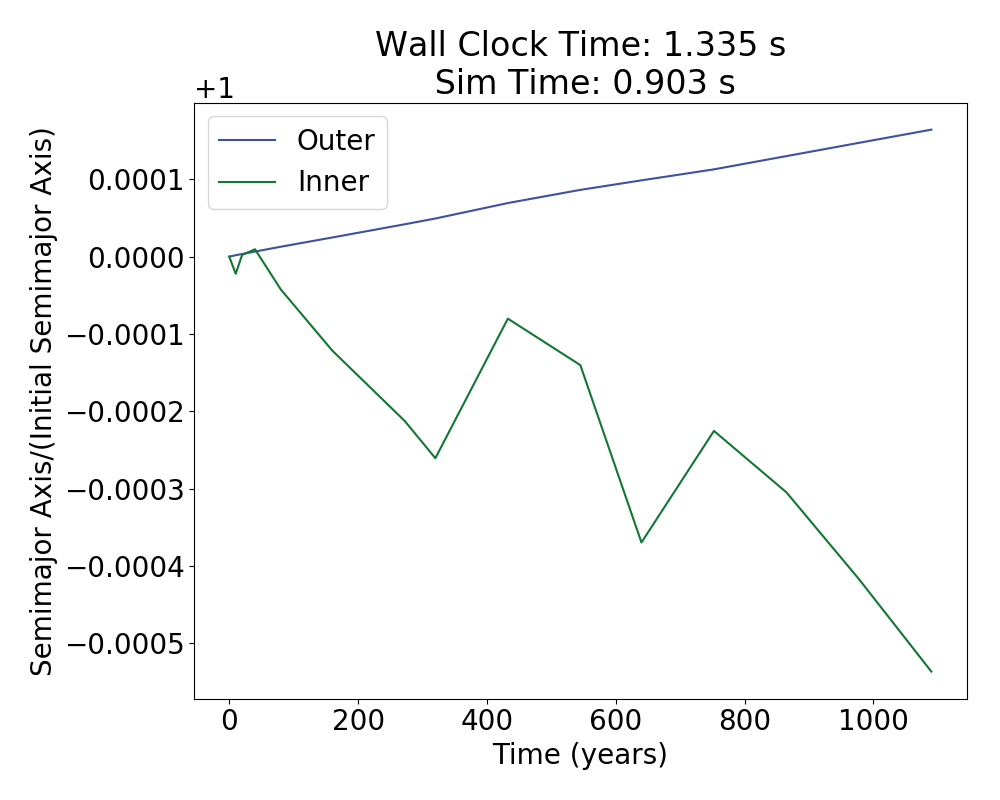 Wall Clock Time: 1.335 s
Sim Time: 0.903 s
+1
Outer
Inner
0.0001
0.0000
−0.0001
−0.0002
−0.0003
−0.0004
−0.0005
Semimajor Axis/(Initial Semimajor Axis)
0 200 400 600 800 1000
Time (years)